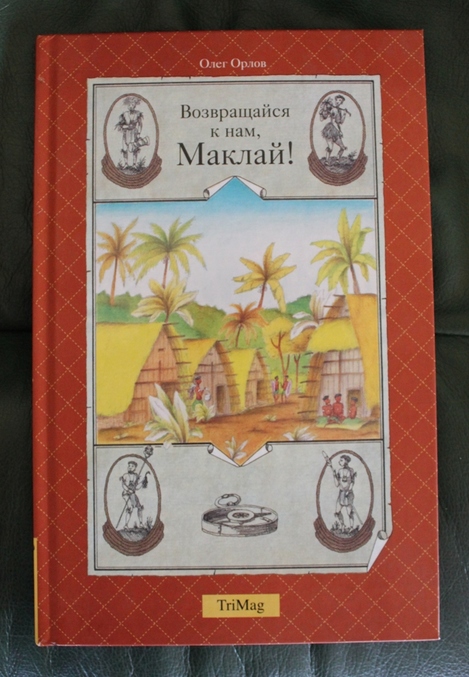 Олег Орлов
Возвращайся
к нам,
Маклай!
TriMag